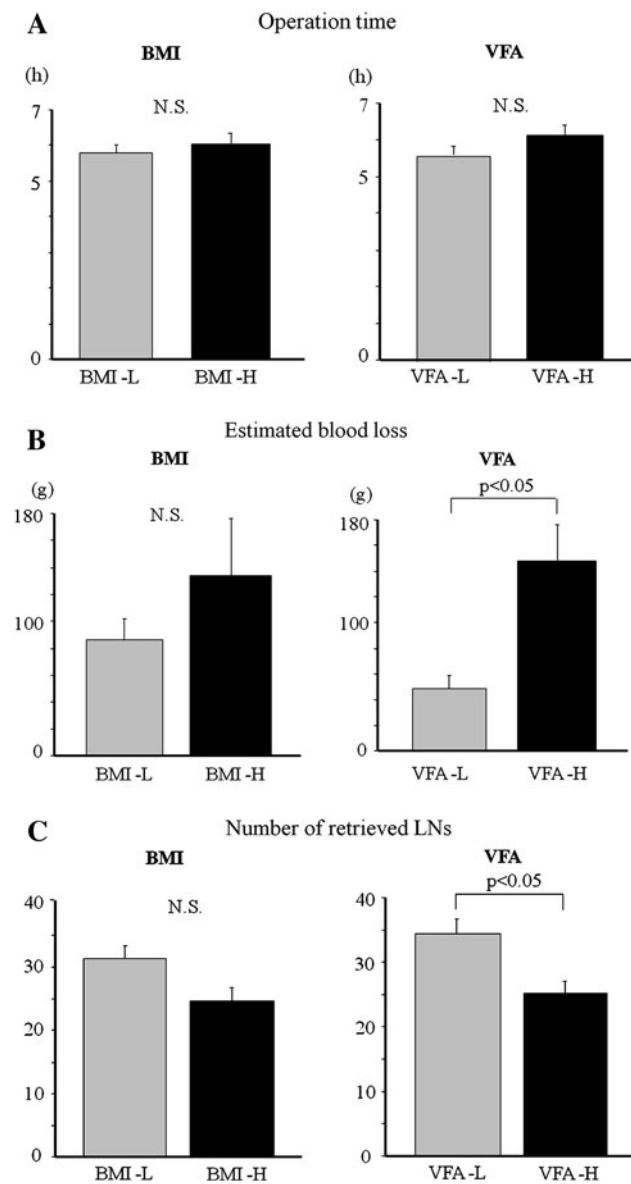 A Operation time
BMI VFA
(h) (h)
N.S. N.S.
7 7
5 5
0 0
BMI-L BMI-H VFA-L VFA-H
B Estimated blood loss
BMI VFA
(g) (g) p<0.05
N.S.
180 180
100 100
0 0
BMI-L BMI-H VFA-L VFA-H
C Number of retrieved LNs
BMI VFA
p<0.05
40 N.S. 40
30 30
20 20
10 10
0 0
BMI-L BMI-H VFA-L VFA-H